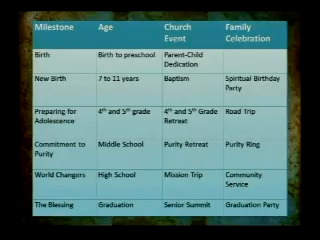 Milestone Age Church Family
Event Celebration
Birth Birth to preschool Parent-Child
Dedication
New Birth 7 to 11 years Baptism Spiritual Birthday
Party
Preparing for 4th and 5th grade 4th and 5th Grade Road Trip
Adolescence Retreat
Commitment to Middle School Purity Retreat Purity Ring
Purity
World Changers High School Mission Trip Community
Service
The Blessing Graduation Senior Summit Graduation Party